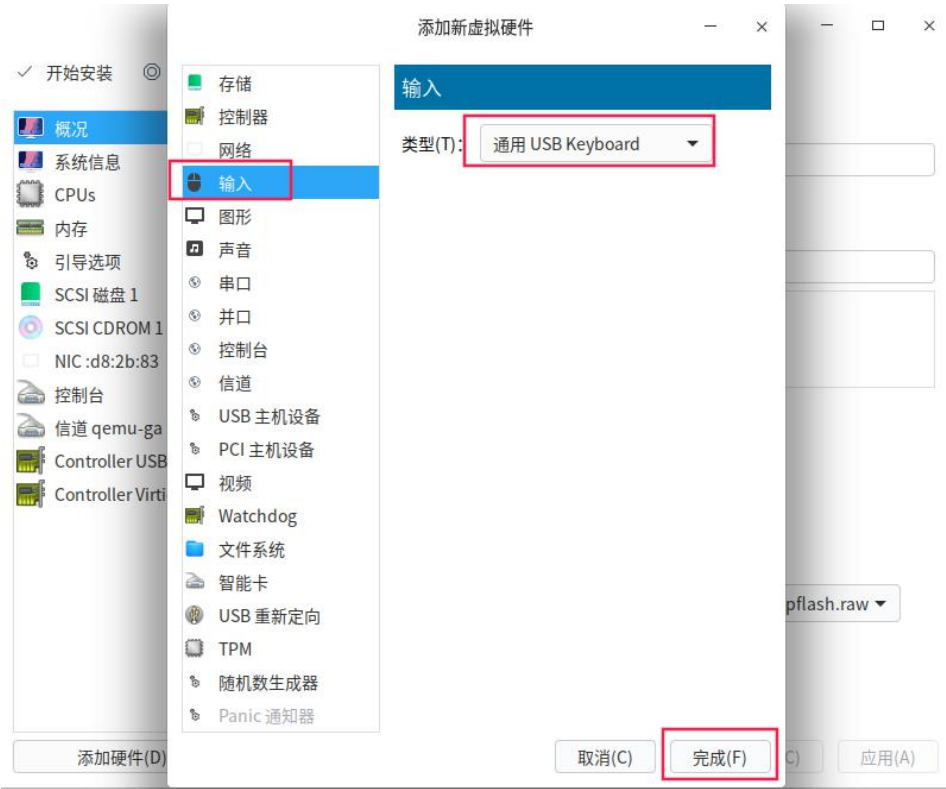 添加新虚拟硬件
开始安装
概况
系统信息
CPUs
内存
引导选项
SCSI 磁盘 1
SCSI CDROM 1
NIC :d8:2b:83
控制台
信道 qemu-ga
Controller USB
Controller Virti
添加硬件(D)
存储
控制器
网络
输入
图形
声音
串口
并口
控制台
信道
USB 主机设备
PCI 主机设备
视频
Watchdog
文件系统
智能卡
USB 重新定向
TPM
随机数生成器
Panic 通知器
输入
类型(T): 通用 USB Keyboard
取消(C) 完成(F)
pflash.raw
C) 应用(A)